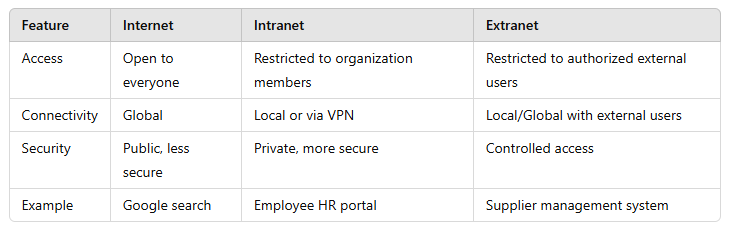 Feature Internet Intranet Extranet
Access Open to everyone Restricted to organization members Restricted to authorized external users
Connectivity Global Local or via VPN Local/Global with external users
Security Public, less secure Private, more secure Controlled access
Example Google search Employee HR portal Supplier management system